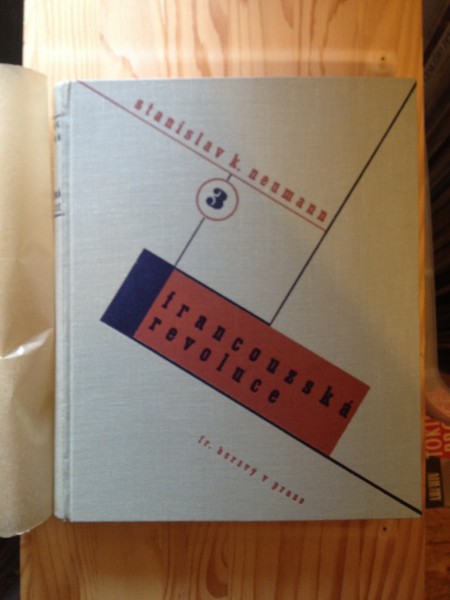 stanislav k. neumann
3
francouzská
revoluce
fr. borový v praze